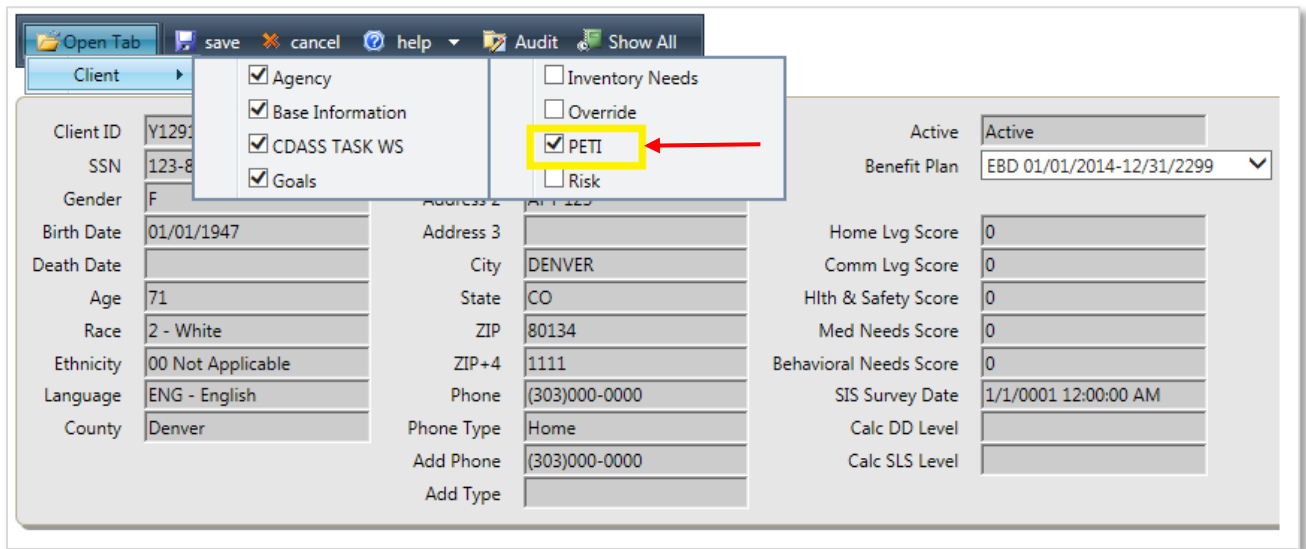 Open Tab save cancel help Audit Show All
Client Agency Inventory Needs
Base Information Override
Client ID Y1291 CDASS TASK WS PETI Active Active
SSN 123-8 Goals Risk Benefit Plan EBD 01/01/2014-12/31/2299
Gender F Address 2 APT 123
Birth Date 01/01/1947 Address 3 Home Lvg Score 0
Death Date City DENVER Comm Lvg Score 0
Age 71 State CO Hlth & Safety Score 0
Race 2 - White ZIP 80134 Med Needs Score 0
Ethnicity 00 Not Applicable ZIP+4 1111 Behavioral Needs Score 0
Language ENG - English Phone (303)000-0000 SIS Survey Date 1/1/0001 12:00:00 AM
County Denver Phone Type Home Calc DD Level
Add Phone (303)000-0000 Calc SLS Level
Add Type